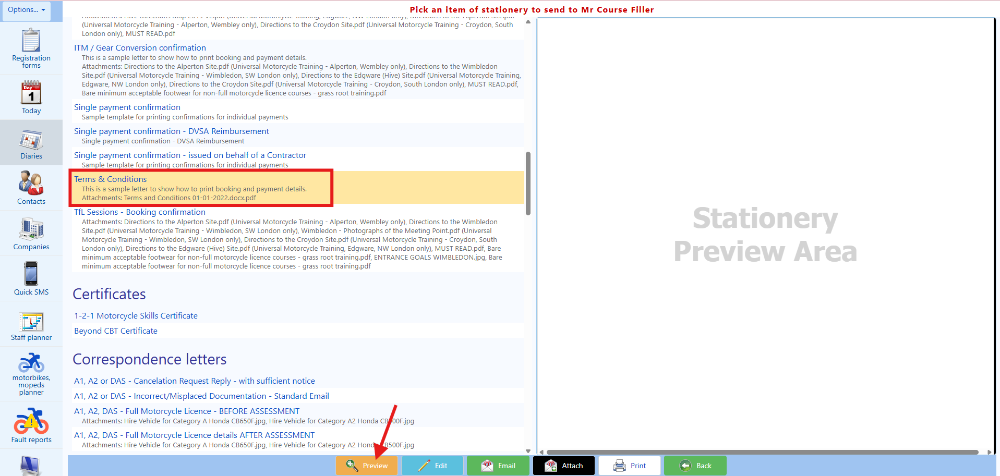 Options...
Pick an item of stationery to send to Mr Course Filler
Registration
forms
Day
1
Today
Diaries
Contacts
Companies
Quick SMS
Staff planner
motorbikes,
mopeds
planner
Fault reports
(Universal Motorcycle Training - Alperton, Wembley only), Directions to the Croydon Site.pdf (Universal Motorcycle Training - Croydon, South
London only), MUST READ.pdf
ITM / Gear Conversion confirmation
This is a sample letter to show how to print booking and payment details.
Attachments: Directions to the Alperton Site.pdf (Universal Motorcycle Training - Alperton, Wembley only), Directions to the Wimbledon
Site.pdf (Universal Motorcycle Training - Wimbledon, SW London only), Directions to the Edgware (Hive) Site.pdf (Universal Motorcycle Training,
Edgware, NW London only), Directions to the Croydon Site.pdf (Universal Motorcycle Training - Croydon, South London only), MUST READ.pdf,
Bare minimum acceptable footwear for non-full motorcycle licence courses - grass root training.pdf
Single payment confirmation
Sample template for printing confirmations for individual payments
Single payment confirmation - DVSA Reimbursement
Single payment confirmation - DVSA Reimbursement
Single payment confirmation - issued on behalf of a Contractor
Sample template for printing confirmations for individual payments
Terms & Conditions
This is a sample letter to show how to print booking and payment details.
Attachments: Terms and Conditions 01-01-2022.docx.pdf
TfL Sessions - Booking confirmation
Attachments: Directions to the Alperton Site.pdf (Universal Motorcycle Training - Alperton, Wembley only), Directions to the Wimbledon
Site.pdf (Universal Motorcycle Training - Wimbledon, SW London only), Wimbledon - Photographs of the Meeting Point.pdf (Universal
Motorcycle Training - Wimbledon, SW London only), Directions to the Croydon Site.pdf (Universal Motorcycle Training - Croydon, South
London only), Directions to the Edgware (Hive) Site.pdf (Universal Motorcycle Training, Edgware, NW London only), MUST READ.pdf, Bare
minimum acceptable footwear for non-full motorcycle licence courses - grass root training.pdf, ENTRANCE GOALS WIMBLEDON.jpg, Bare
minimum acceptable footwear for non-full motorcycle licence courses - grass root training.pdf
Certificates
1-2-1 Motorcycle Skills Certificate
Beyond CBT Certificate
Correspondence letters
A1, A2 or DAS - Cancelation Request Reply - with sufficient notice
A1, A2 or DAS - Incorrect/Misplaced Documentation - Standard Email
A1, A2, DAS - Full Motorcycle Licence - BEFORE ASSESSMENT
Attachments: Hire Vehicle for Category A Honda CB650F.jpg, Hire Vehicle for Category A2 Honda CB500F.jpg
A1, A2, DAS - Full Motorcycle Licence details AFTER ASSESSMENT
Attachments: Hire Vehicle for Category A Honda CB650F.jpg, Hire Vehicle for Category A2 Honda CB500F.jpg
Stationery
Preview Area
Preview
Edit
Email
Attach
Print
Back